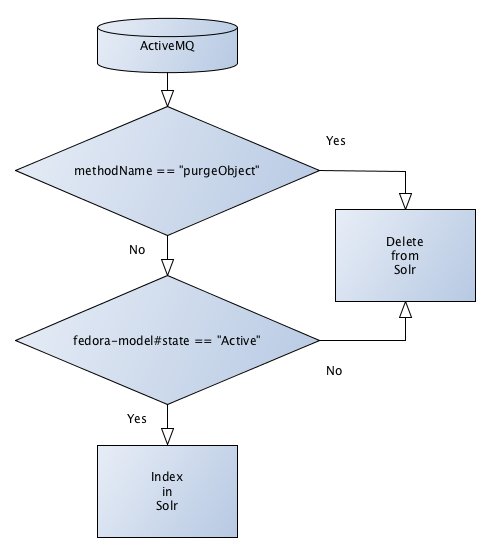 ActiveMQ
Yes
methodName == "purgeObject"
Delete
from
Solr
No
fedora-model#state == "Active"
No
Yes
Index
in
Solr